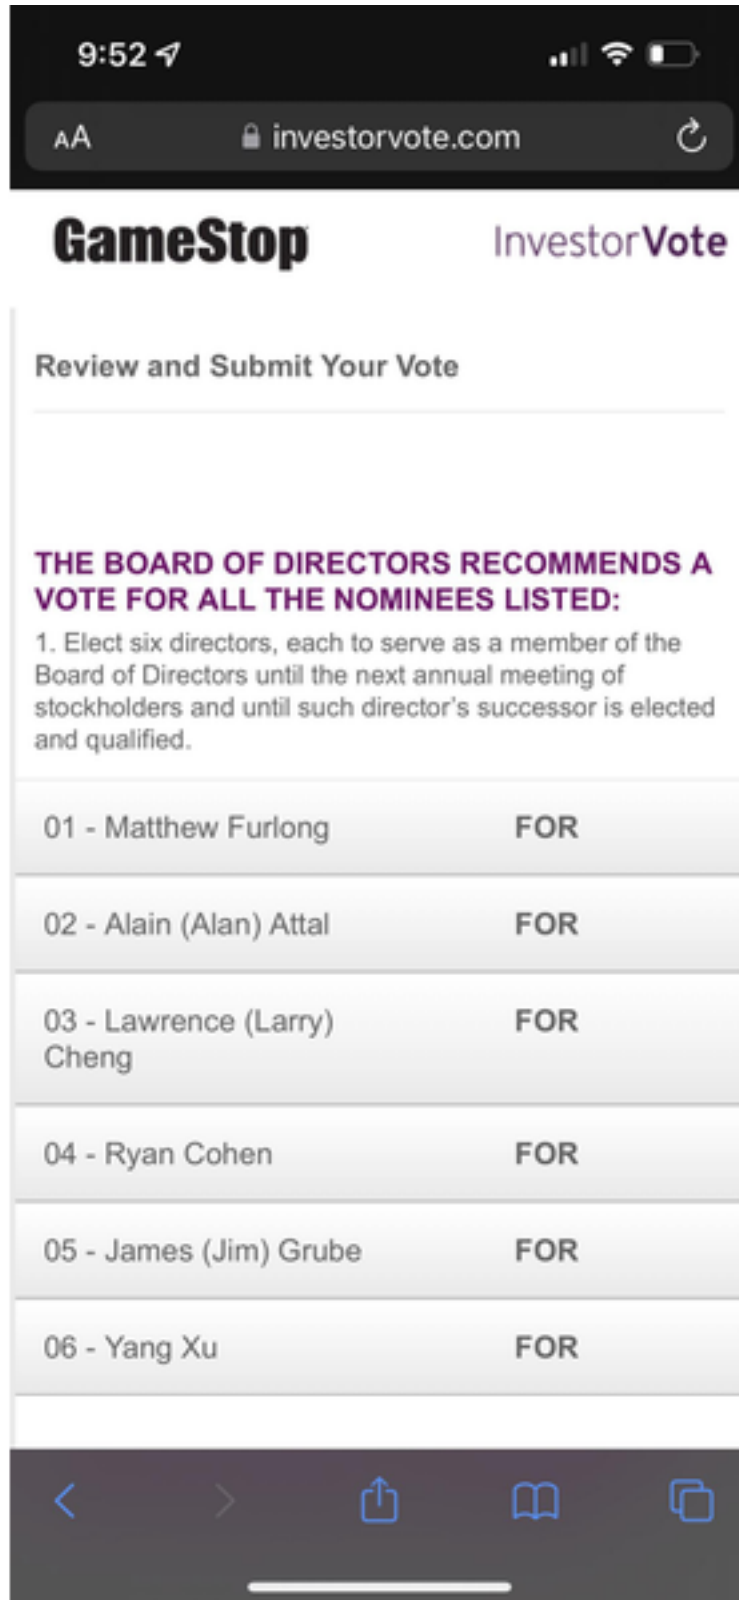 9:52
AA investorvote.com
GameStop InvestorVote
Review and Submit Your Vote
THE BOARD OF DIRECTORS RECOMMENDS A
VOTE FOR ALL THE NOMINEES LISTED:
1. Elect six directors, each to serve as a member of the
Board of Directors until the next annual meeting of
stockholders and until such director's successor is elected
and qualified.
01 - Matthew Furlong FOR
02 - Alain (Alan) Attal FOR
03 - Lawrence (Larry) FOR
Cheng
04 - Ryan Cohen FOR
05 - James (Jim) Grube FOR
06 - Yang Xu FOR